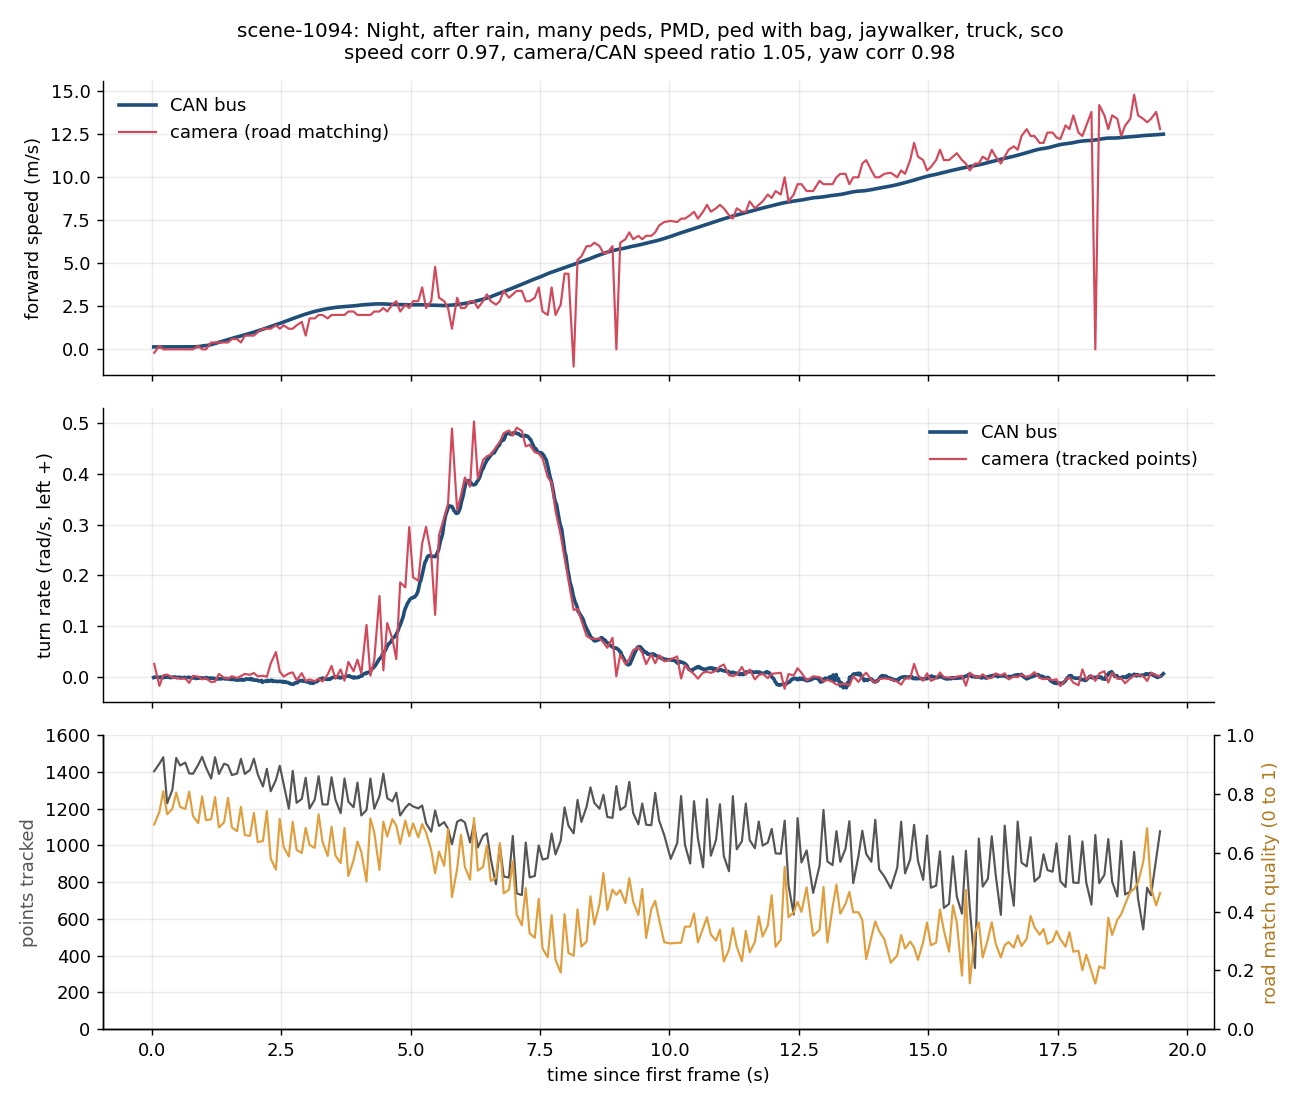 scene-1094: Night, after rain, many peds, PMD, ped with bag, jaywalker, truck, sco
speed corr 0.97, camera/CAN speed ratio 1.05, yaw corr 0.98
forward speed (m/s)
15.0
12.5
10.0
7.5
5.0
2.5
0.0
CAN bus
camera (road matching)
turn rate (rad/s, left +)
0.5
0.4
0.3
0.2
0.1
0.0
CAN bus
camera (tracked points)
points tracked
1600
1400
1200
1000
800
600
400
200
0
1.0
0.8
0.6
0.4
0.2
0.0
road match quality (0 to 1)
0.0 2.5 5.0 7.5 10.0 12.5 15.0 17.5 20.0
time since first frame (s)